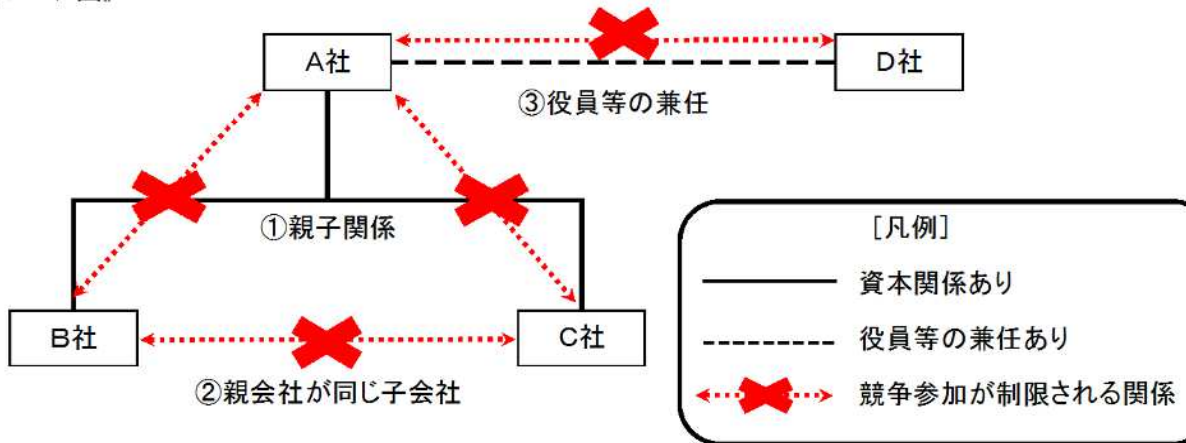 A社
D社
③役員等の兼任
①親子関係
B社
C社
②親会社が同じ子会社
[凡例]
資本関係あり
役員等の兼任あり
競争参加が制限される関係